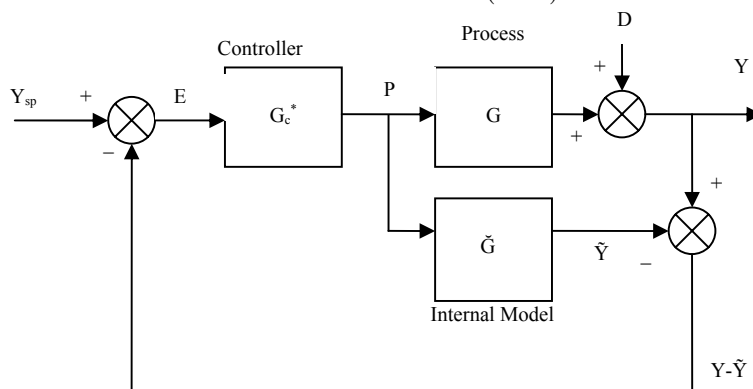 Controller
Process
D
Y
Y_sp
+
E
G_c*
P
G
+
+
−
+
Ğ
Ỹ
−
Internal Model
Y-Ỹ